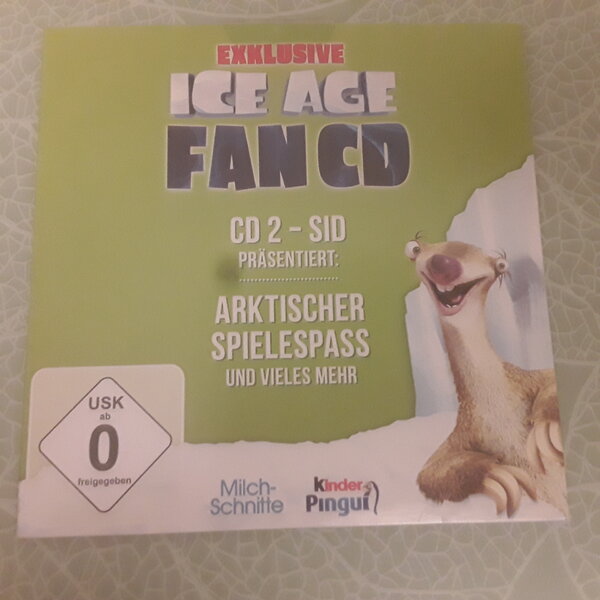 EXKLUSIVE
ICE AGE
FAN CD
CD 2 – SID
PRÄSENTIERT:
ARKTISCHER
SPIELESPASS
UND VIELES MEHR
USK
ab
0
freigegeben
Milch-
Schnitte
Kinder
Pinguí